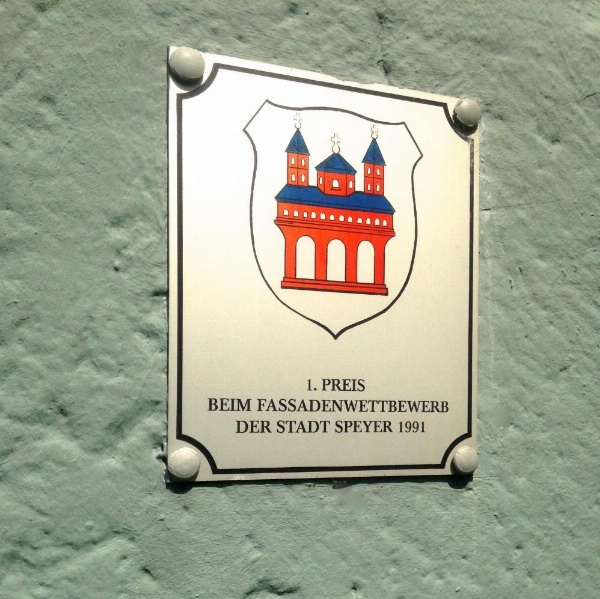 1. PREIS
BEIM FASSADENWETTBEWERB
DER STADT SPEYER 1991